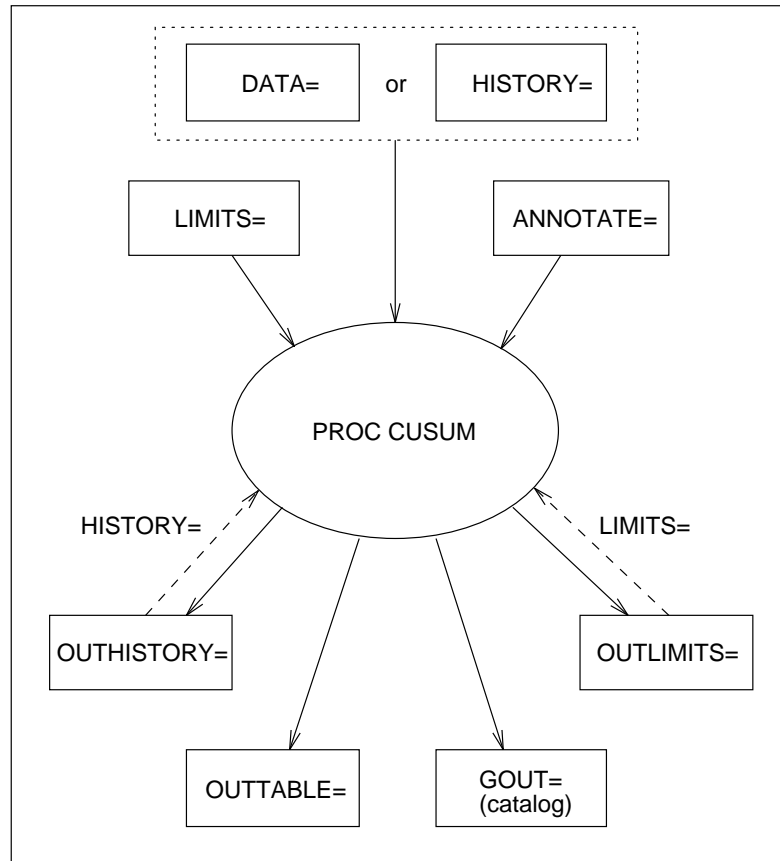 DATA= or HISTORY=
LIMITS=
ANNOTATE=
PROC CUSUM
HISTORY=
LIMITS=
OUTHISTORY=
OUTLIMITS=
OUTTABLE=
GOUT=
(catalog)